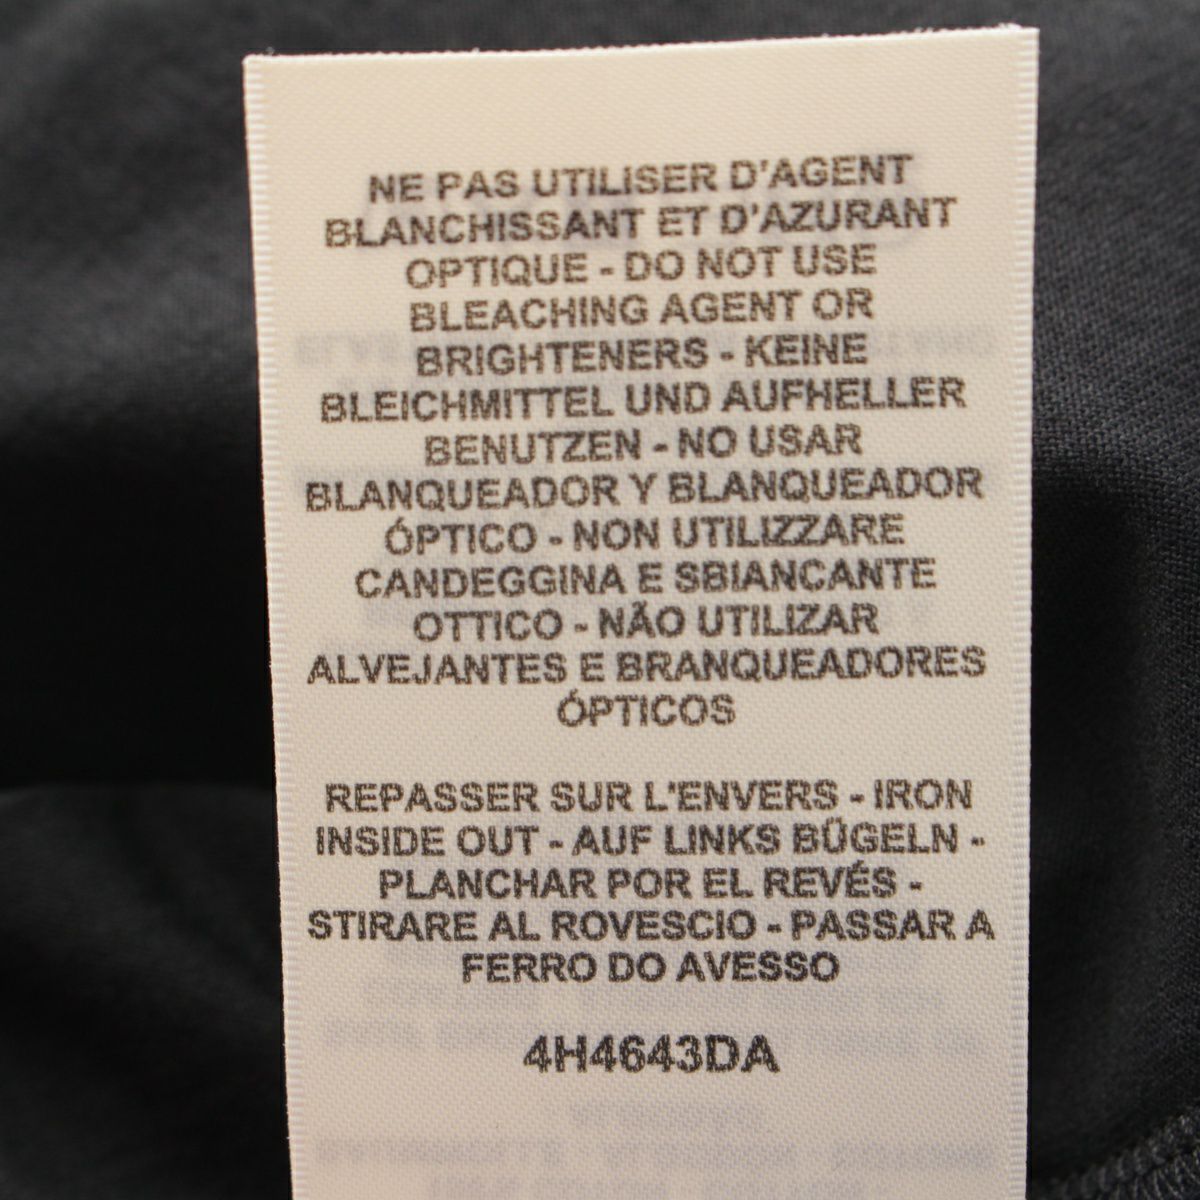 NE PAS UTILISER D'AGENT
BLANCHISSANT ET D'AZURANT
OPTIQUE - DO NOT USE
BLEACHING AGENT OR
BRIGHTENERS - KEINE
BLEICHMITTEL UND AUFHELLER
BENUTZEN - NO USAR
BLANQUEADOR Y BLANQUEADOR
ÓPTICO - NON UTILIZZARE
CANDEGGINA E SBIANCANTE
OTTICO - NÃO UTILIZAR
ALVEJANTES E BRANQUEADORES
ÓPTICOS
REPASSER SUR L'ENVERS - IRON
INSIDE OUT - AUF LINKS BÜGELN -
PLANCHAR POR EL REVÉS -
STIRARE AL ROVESCIO - PASSAR A
FERRO DO AVESSO
4H4643DA